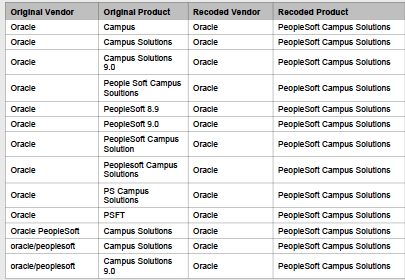 Original Vendor Original Product Recoded Vendor Recoded Product
Oracle Campus Oracle PeopleSoft Campus Solutions
Oracle Campus Solutions Oracle PeopleSoft Campus Solutions
Oracle Campus Solutions 9.0 Oracle PeopleSoft Campus Solutions
Oracle People Soft Campus Soultions Oracle PeopleSoft Campus Solutions
Oracle PeopleSoft 8.9 Oracle PeopleSoft Campus Solutions
Oracle PeopleSoft 9.0 Oracle PeopleSoft Campus Solutions
Oracle PeopleSoft Campus Solution Oracle PeopleSoft Campus Solutions
Oracle Peoplesoft Campus Solutions Oracle PeopleSoft Campus Solutions
Oracle PS Campus Solutions Oracle PeopleSoft Campus Solutions
Oracle PSFT Oracle PeopleSoft Campus Solutions
Oracle PeopleSoft Campus Solutions Oracle PeopleSoft Campus Solutions
oracle/peoplesoft Campus Solutions Oracle PeopleSoft Campus Solutions
oracle/peoplesoft Campus Solutions 9.0 Oracle PeopleSoft Campus Solutions